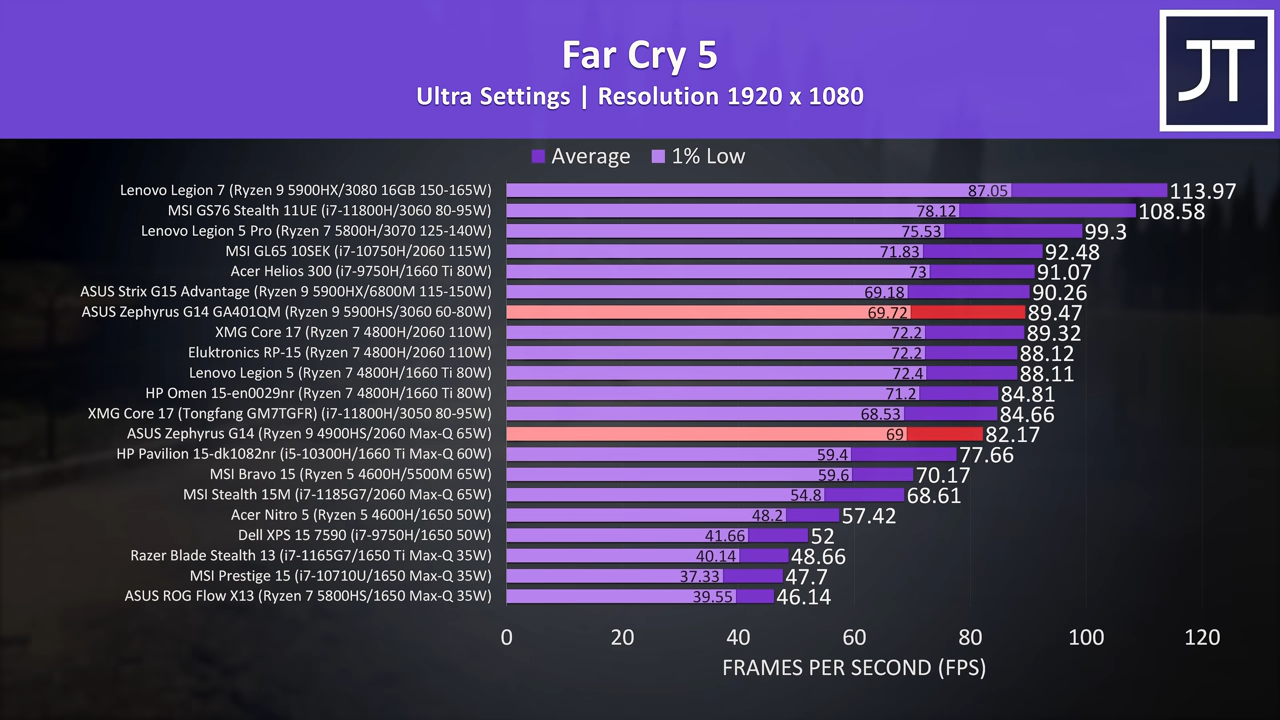 Far Cry 5
Ultra Settings | Resolution 1920 x 1080
JT
Average 1% Low
Lenovo Legion 7 (Ryzen 9 5900HX/3080 16GB 150-165W) 87.05 113.97
MSI GS76 Stealth 11UE (i7-11800H/3060 80-95W) 78.12 108.58
Lenovo Legion 5 Pro (Ryzen 7 5800H/3070 125-140W) 75.53 99.3
MSI GL65 10SEK (i7-10750H/2060 115W) 71.83 92.48
Acer Helios 300 (i7-9750H/1660 Ti 80W) 73 91.07
ASUS Strix G15 Advantage (Ryzen 9 5900HX/6800M 115-150W) 69.18 90.26
ASUS Zephyrus G14 GA401QM (Ryzen 9 5900HS/3060 60-80W) 69.72 89.47
XMG Core 17 (Ryzen 7 4800H/2060 110W) 72.2 89.32
Eluktronics RP-15 (Ryzen 7 4800H/2060 110W) 72.2 88.12
Lenovo Legion 5 (Ryzen 7 4800H/1660 Ti 80W) 72.4 88.11
HP Omen 15-en0029nr (Ryzen 7 4800H/1660 Ti 80W) 71.2 84.81
XMG Core 17 (Tongfang GM7TGFR) (i7-11800H/3050 80-95W) 68.53 84.66
ASUS Zephyrus G14 (Ryzen 9 4900HS/2060 Max-Q 65W) 69 82.17
HP Pavilion 15-dk1082nr (i5-10300H/1660 Ti Max-Q 60W) 59.4 77.66
MSI Bravo 15 (Ryzen 5 4600H/5500M 65W) 59.6 70.17
MSI Stealth 15M (i7-1185G7/2060 Max-Q 65W) 54.8 68.61
Acer Nitro 5 (Ryzen 5 4600H/1650 50W) 48.2 57.42
Dell XPS 15 7590 (i7-9750H/1650 50W) 41.66 52
Razer Blade Stealth 13 (i7-1165G7/1650 Ti Max-Q 35W) 40.14 48.66
MSI Prestige 15 (i7-10710U/1650 Max-Q 35W) 37.33 47.7
ASUS ROG Flow X13 (Ryzen 7 5800HS/1650 Max-Q 35W) 39.55 46.14
0 20 40 60 80 100 120
FRAMES PER SECOND (FPS)